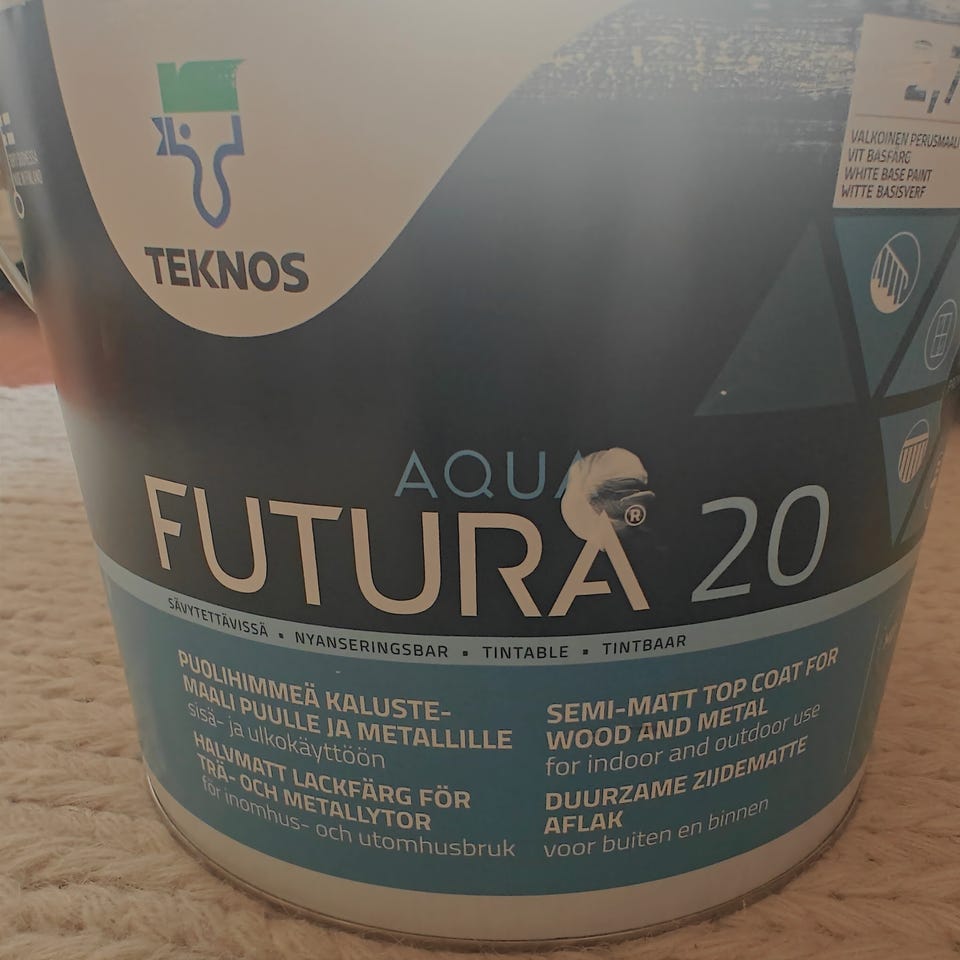 TEKNOS
2,7
VALKOINEN PERUSMAALI
VIT BASFÄRG
WHITE BASE PAINT
WITTE BASISVERF
AQUA
FUTURA® 20
SÄVYTETTÄVISSÄ ▪ NYANSERINGSBAR ▪ TINTABLE ▪ TINTBAAR
PUOLIHIMMEÄ KALUSTE-
MAALI PUULLE JA METALLILLE
sisä- ja ulkokäyttöön
HALVMATT LACKFÄRG FÖR
TRÄ- OCH METALLYTOR
för inomhus- och utomhusbruk
SEMI-MATT TOP COAT FOR
WOOD AND METAL
for indoor and outdoor use
DUURZAME ZIJDEMATTE
AFLAK
voor buiten en binnen